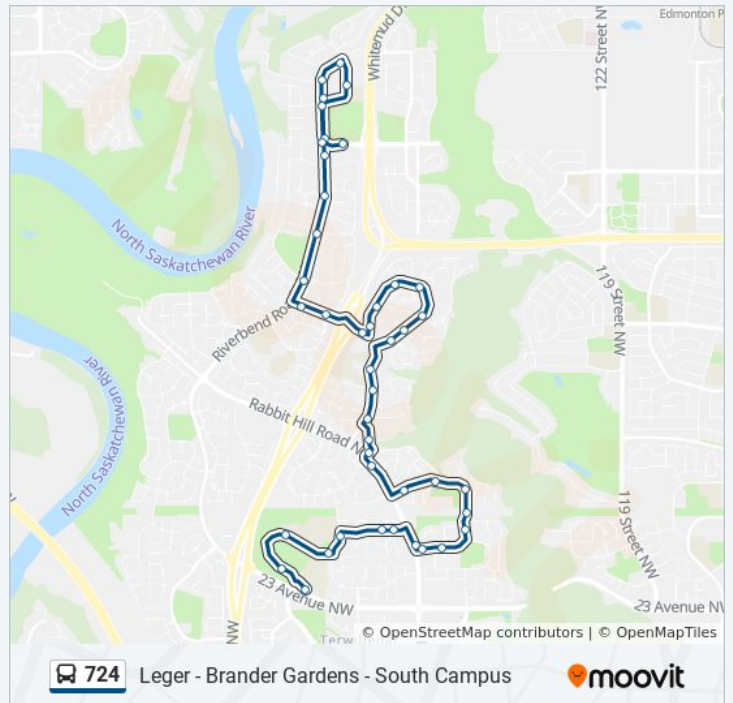 Edmonton P
Whitemud D
122 Street NW
North Saskatchewan River
119 Street NW
Riverbend Ro
North Saskatchewan River
Rabbit Hill Road N
119 Street NW
23 Avenue NW
23 Avenue NW
NW
Terw
© OpenStreetMap contributors | © OpenMapTiles
724 Leger - Brander Gardens - South Campus
moovit